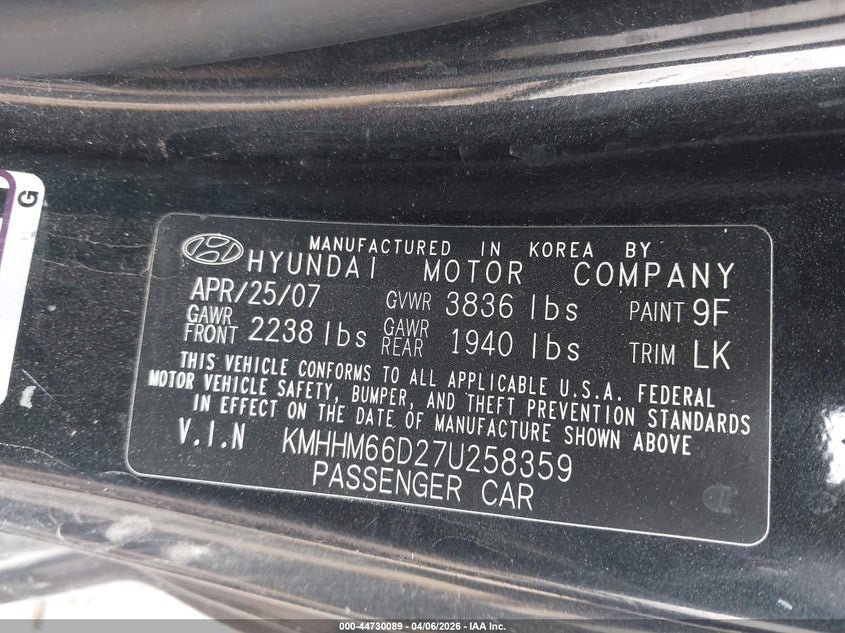 G
MANUFACTURED IN KOREA BY
HYUNDAI MOTOR COMPANY
APR/25/07 GVWR 3836 lbs PAINT 9F
GAWR FRONT 2238 lbs GAWR REAR 1940 lbs TRIM LK
THIS VEHICLE CONFORMS TO ALL APPLICABLE U.S.A. FEDERAL
MOTOR VEHICLE SAFETY, BUMPER, AND THEFT PREVENTION STANDARDS
IN EFFECT ON THE DATE OF MANUFACTURE SHOWN ABOVE
V.I.N KMHHM66D27U258359
PASSENGER CAR
000-44730089 - 04/06/2026 - IAA Inc.